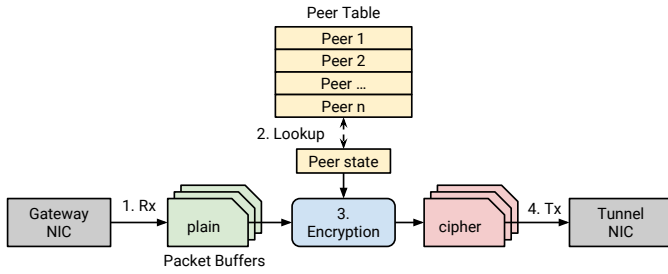 Peer Table
Peer 1
Peer 2
Peer ...
Peer n
2. Lookup
Peer state
Gateway
NIC
1. Rx
plain
3.
Encryption
cipher
4. Tx
Tunnel
NIC
Packet Buffers